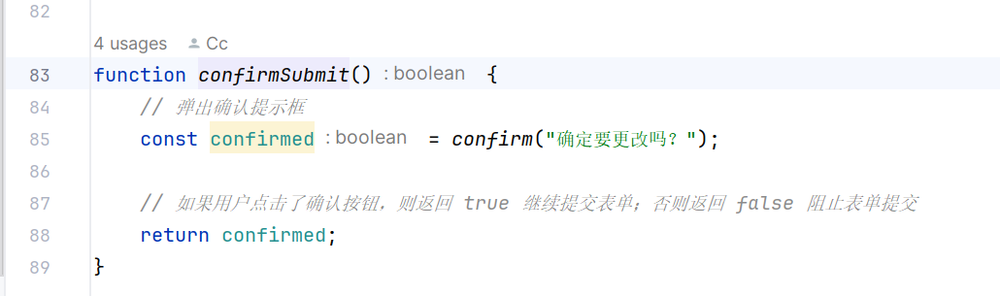 82
4 usages Cc
83 function confirmSubmit() : boolean {
84 // 弹出确认提示框
85 const confirmed : boolean = confirm("确定要更改吗？");
86
87 // 如果用户点击了确认按钮，则返回 true 继续提交表单；否则返回 false 阻止表单提交
88 return confirmed;
89 }